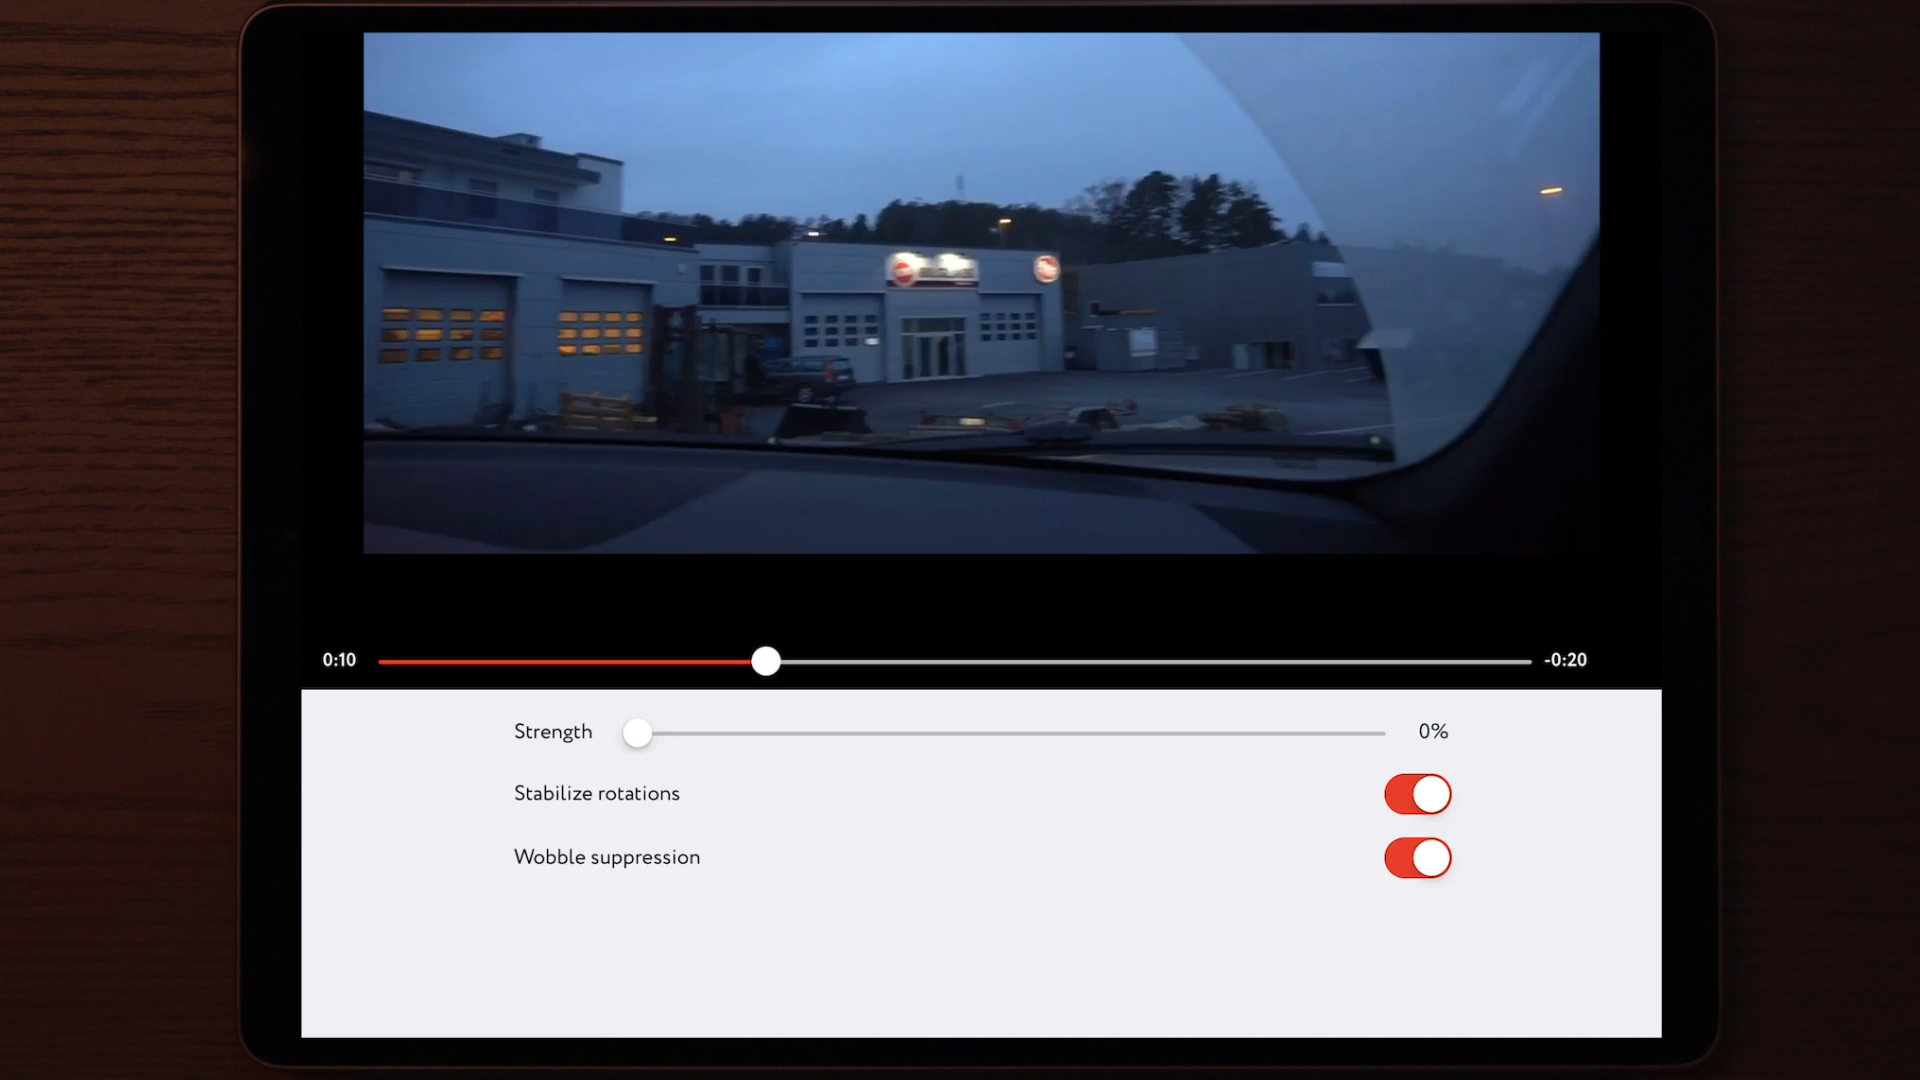 0:10
-0:20
Strength
0%
Stabilize rotations
Wobble suppression